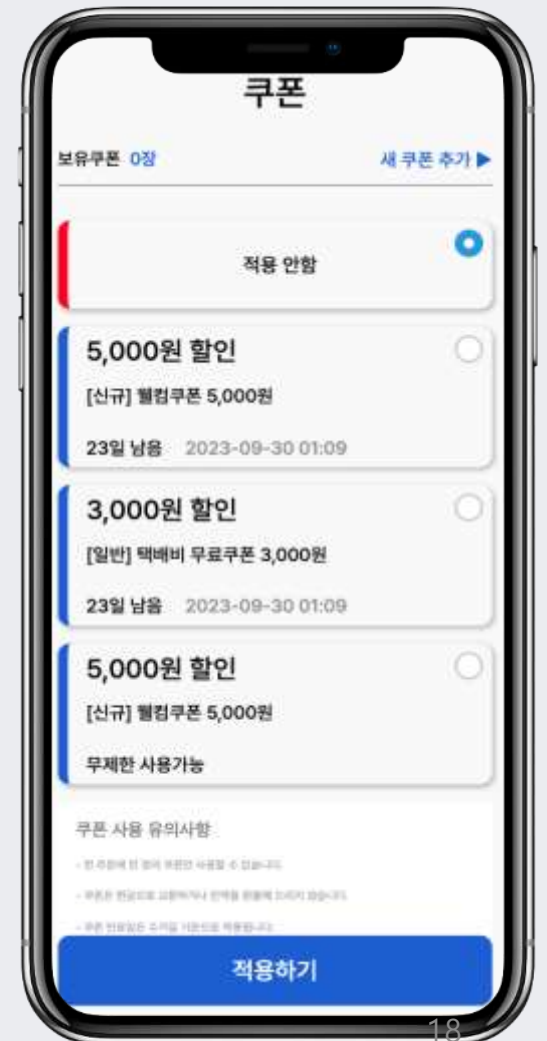 쿠폰
보유쿠폰 0장 새 쿠폰 추가 ▶
적용 안함
5,000원 할인
[신규] 웰컴쿠폰 5,000원
23일 남음 2023-09-30 01:09
3,000원 할인
[일반] 택배비 무료쿠폰 3,000원
23일 남음 2023-09-30 01:09
5,000원 할인
[신규] 웰컴쿠폰 5,000원
무제한 사용가능
쿠폰 사용 유의사항
적용하기
18